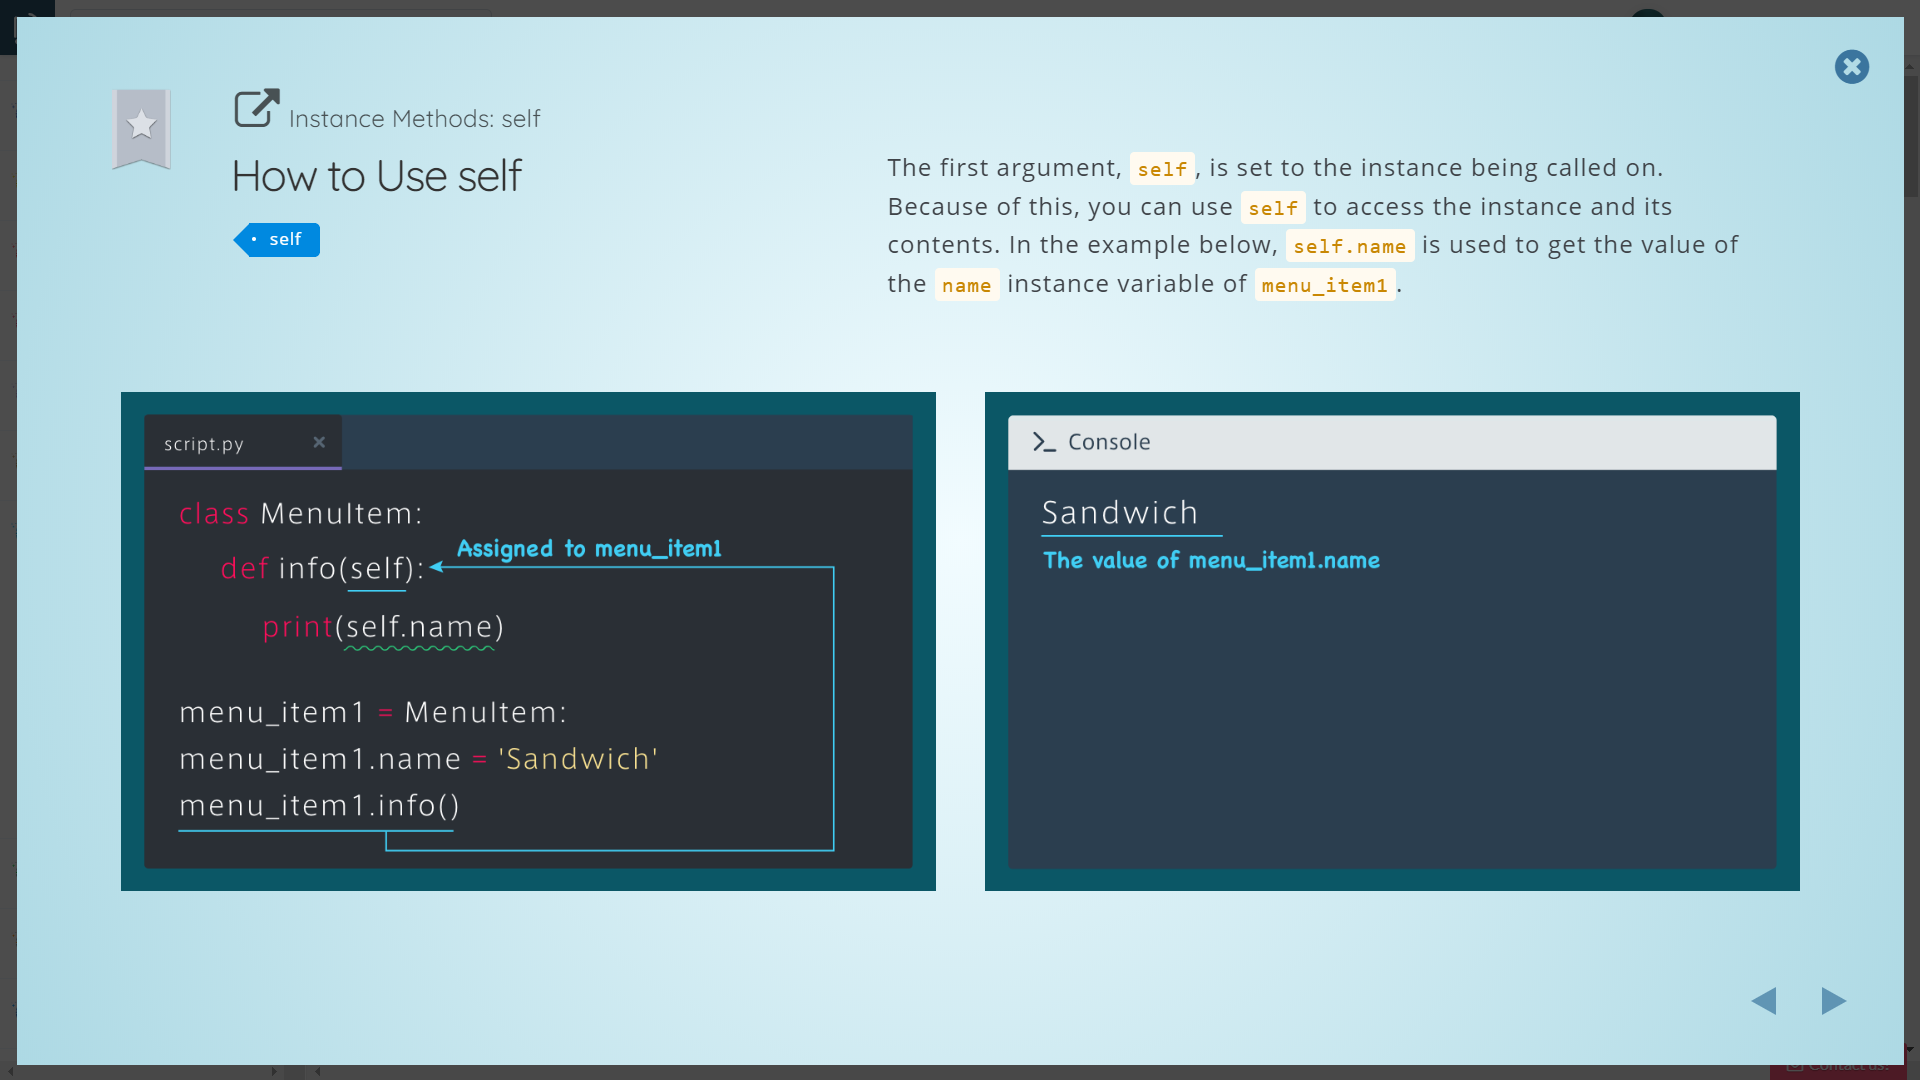 Instance Methods: self
How to Use self
self
The first argument, self, is set to the instance being called on.
Because of this, you can use self to access the instance and its
contents. In the example below, self.name is used to get the value of
the name instance variable of menu_item1.
script.py
class MenuItem:
Assigned to menu_item1
def info(self):
print(self.name)
menu_item1 = MenuItem:
menu_item1.name = 'Sandwich'
menu_item1.info()
Console
Sandwich
The value of menu_item1.name
Contact us!